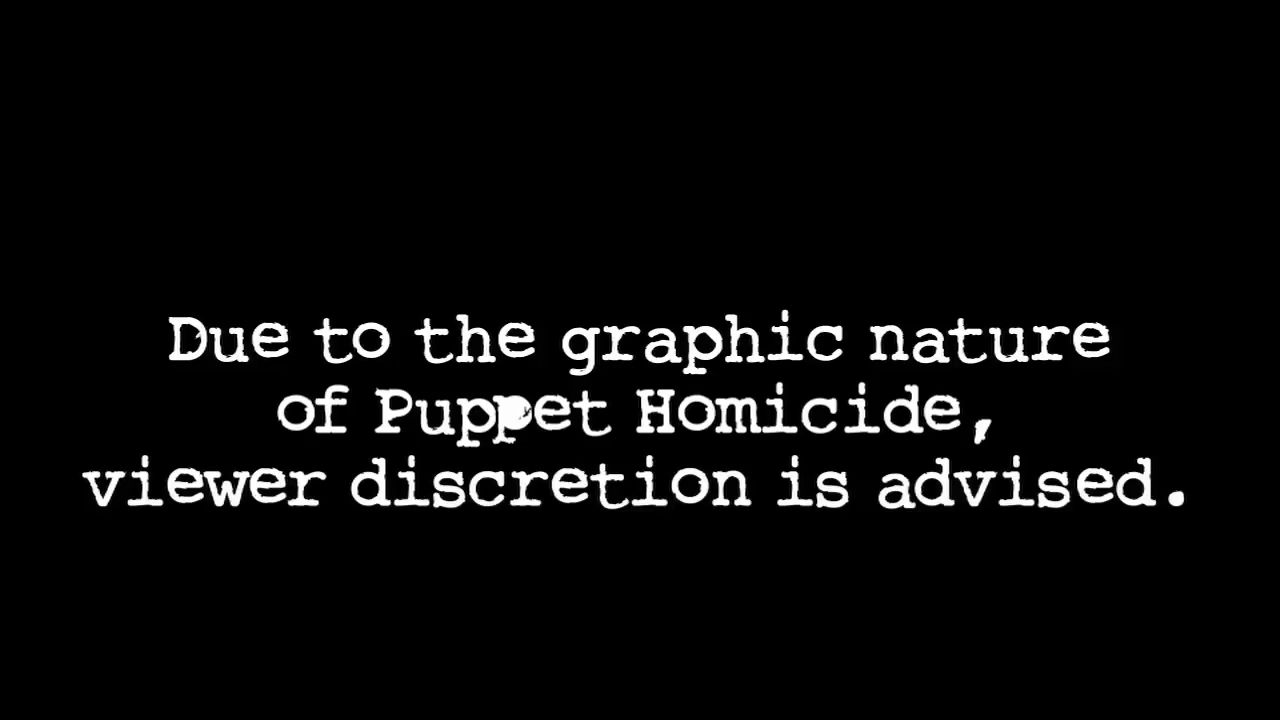 Due to the graphic nature
of Puppet Homicide,
viewer discretion is advised.